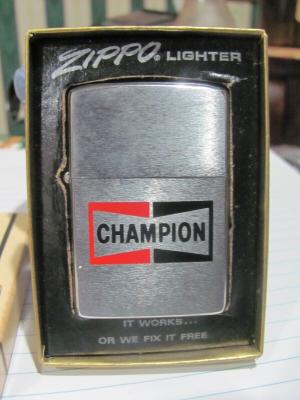 ZIPPO® LIGHTER
CHAMPION
IT WORKS...
OR WE FIX IT FREE